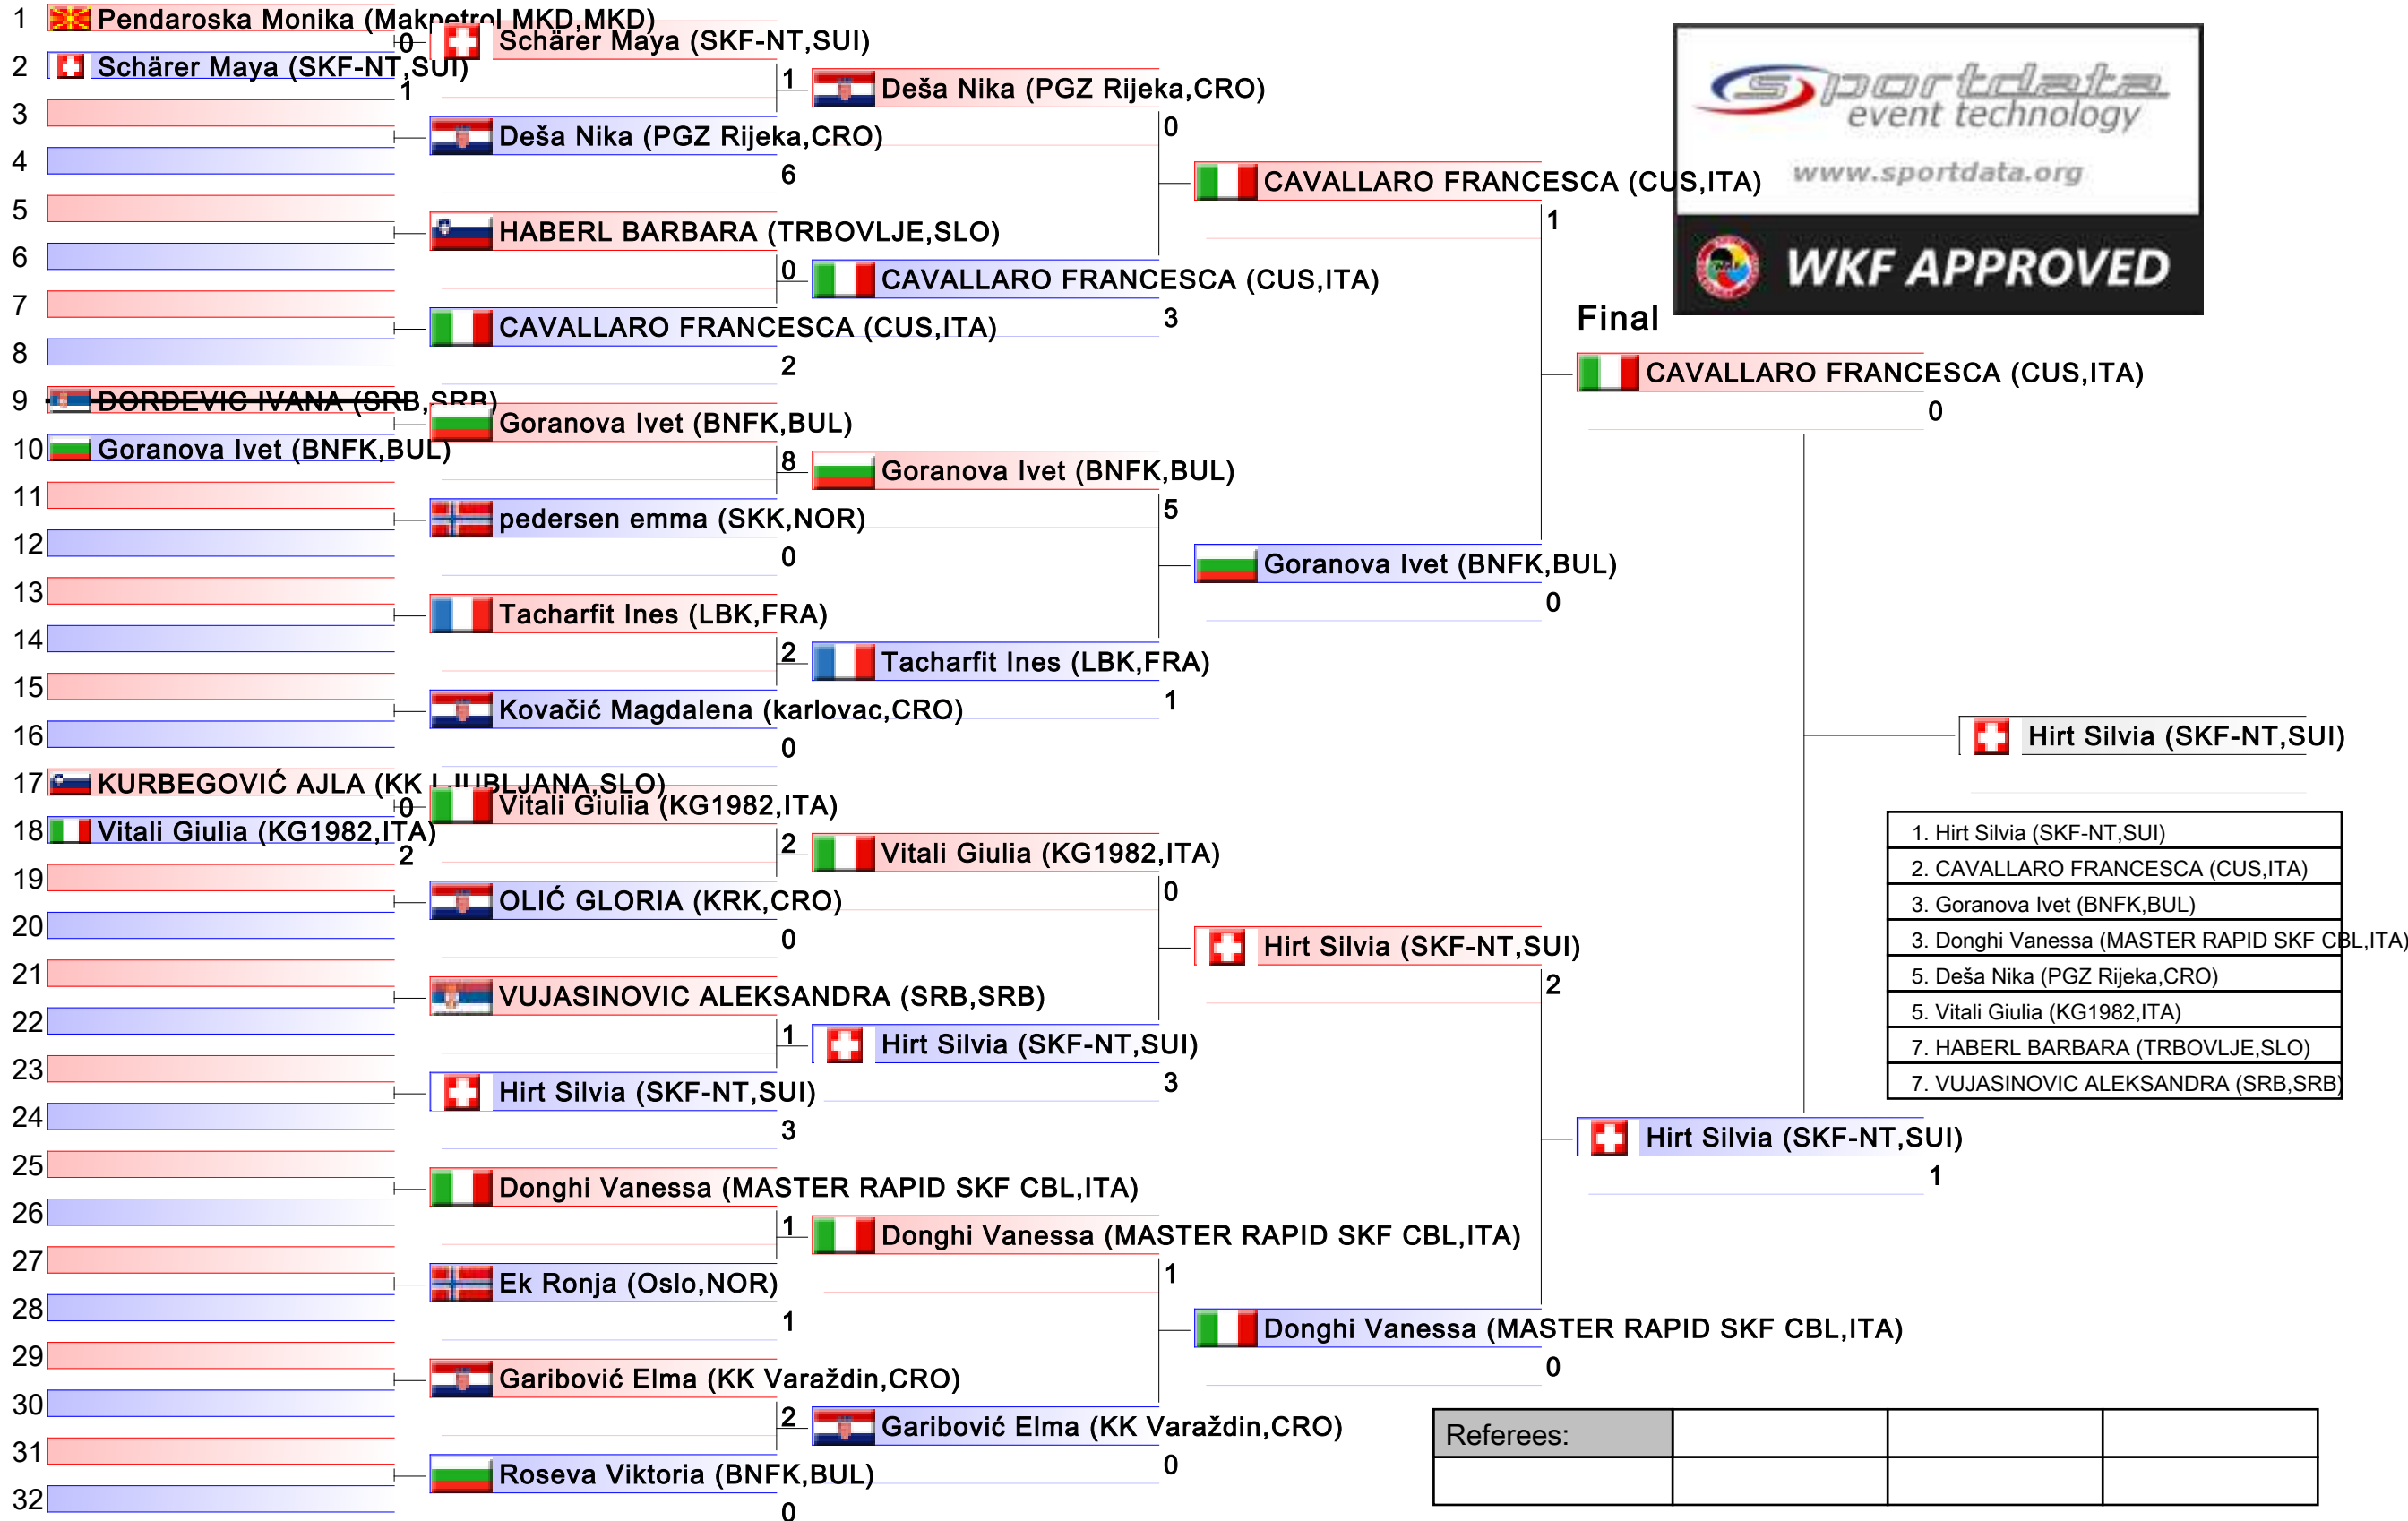 1 Pendaroska Monika (Makpetrol MKD,MKD)
0
2 Schärer Maya (SKF-NT,SUI)
1
3
4
5
6
7
8
9 ĐORĐEVIC IVANA (SRB,SRB)
10 Goranova Ivet (BNFK,BUL)
11
12
13
14
15
16
17 KURBEGOVIĆ AJLA (KK LJUBLJANA,SLO)
0
18 Vitali Giulia (KG1982,ITA)
2
19
20
21
22
23
24
25
26
27
28
29
30
31
32
Schärer Maya (SKF-NT,SUI)
1
Deša Nika (PGZ Rijeka,CRO)
6
HABERL BARBARA (TRBOVLJE,SLO)
0
CAVALLARO FRANCESCA (CUS,ITA)
2
Goranova Ivet (BNFK,BUL)
8
pedersen emma (SKK,NOR)
0
Tacharfit Ines (LBK,FRA)
2
Kovačić Magdalena (karlovac,CRO)
0
Vitali Giulia (KG1982,ITA)
2
OLIĆ GLORIA (KRK,CRO)
0
VUJASINOVIC ALEKSANDRA (SRB,SRB)
1
Hirt Silvia (SKF-NT,SUI)
3
Donghi Vanessa (MASTER RAPID SKF CBL,ITA)
1
Ek Ronja (Oslo,NOR)
1
Garibović Elma (KK Varaždin,CRO)
2
Roseva Viktoria (BNFK,BUL)
0
Deša Nika (PGZ Rijeka,CRO)
0
CAVALLARO FRANCESCA (CUS,ITA)
3
Goranova Ivet (BNFK,BUL)
5
Tacharfit Ines (LBK,FRA)
1
Vitali Giulia (KG1982,ITA)
0
Hirt Silvia (SKF-NT,SUI)
3
Donghi Vanessa (MASTER RAPID SKF CBL,ITA)
1
Garibović Elma (KK Varaždin,CRO)
0
CAVALLARO FRANCESCA (CUS,ITA)
1
Goranova Ivet (BNFK,BUL)
0
Hirt Silvia (SKF-NT,SUI)
2
Donghi Vanessa (MASTER RAPID SKF CBL,ITA)
0
sportdata
event technology
www.sportdata.org
WKF APPROVED
Final
CAVALLARO FRANCESCA (CUS,ITA)
0
Hirt Silvia (SKF-NT,SUI)
1
Hirt Silvia (SKF-NT,SUI)
1. Hirt Silvia (SKF-NT,SUI)
2. CAVALLARO FRANCESCA (CUS,ITA)
3. Goranova Ivet (BNFK,BUL)
3. Donghi Vanessa (MASTER RAPID SKF CBL,ITA)
5. Deša Nika (PGZ Rijeka,CRO)
5. Vitali Giulia (KG1982,ITA)
7. HABERL BARBARA (TRBOVLJE,SLO)
7. VUJASINOVIC ALEKSANDRA (SRB,SRB)
Referees: